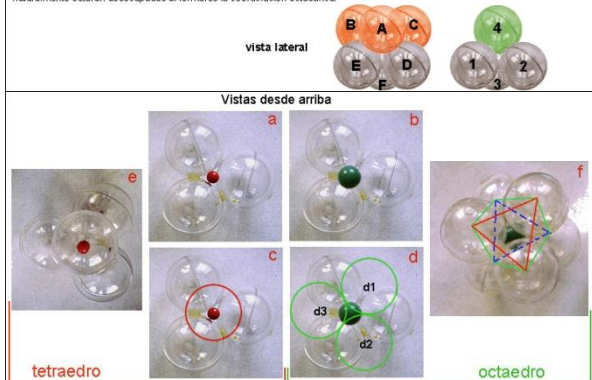 vista lateral
B A C
E D
F
4
1 2
3
Vistas desde arriba
a
b
e
f
c
d
d1
d3
d2
tetraedro
octaedro